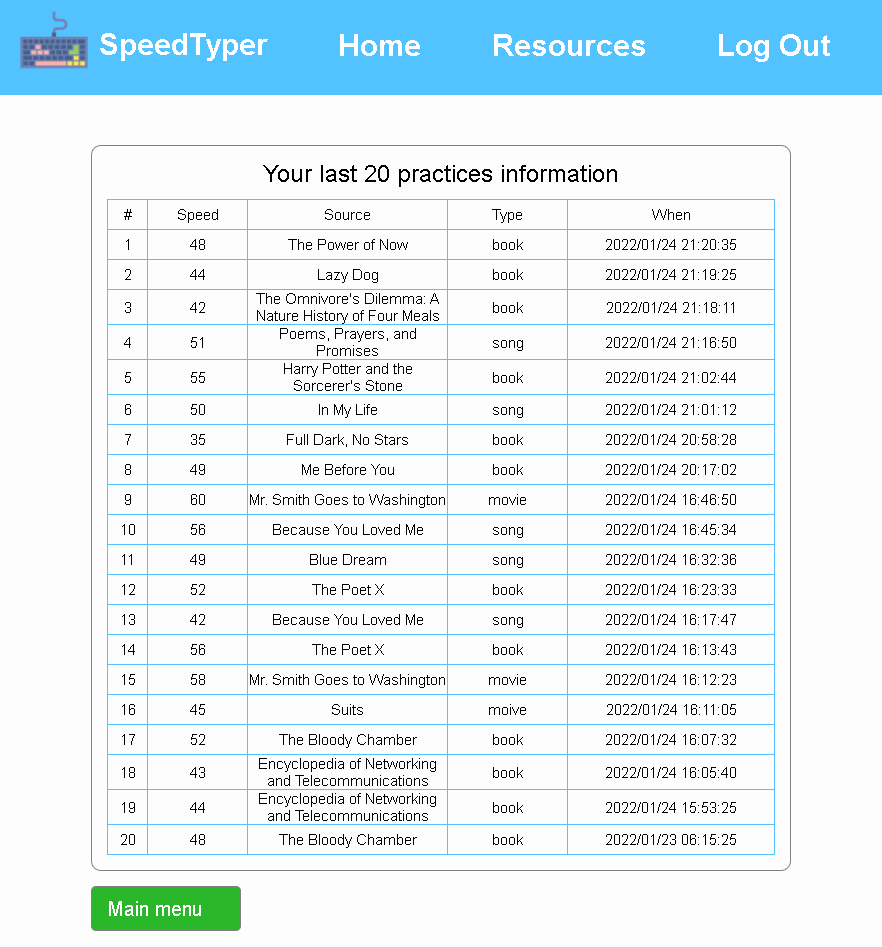 SpeedTyper Home Resources Log Out
Your last 20 practices information
# Speed Source Type When
1 48 The Power of Now book 2022/01/24 21:20:35
2 44 Lazy Dog book 2022/01/24 21:19:25
3 42 The Omnivore's Dilemma: A
Nature History of Four Meals book 2022/01/24 21:18:11
4 51 Poems, Prayers, and
Promises song 2022/01/24 21:16:50
5 55 Harry Potter and the
Sorcerer's Stone book 2022/01/24 21:02:44
6 50 In My Life song 2022/01/24 21:01:12
7 35 Full Dark, No Stars book 2022/01/24 20:58:28
8 49 Me Before You book 2022/01/24 20:17:02
9 60 Mr. Smith Goes to Washington movie 2022/01/24 16:46:50
10 56 Because You Loved Me song 2022/01/24 16:45:34
11 49 Blue Dream song 2022/01/24 16:32:36
12 52 The Poet X book 2022/01/24 16:23:33
13 42 Because You Loved Me song 2022/01/24 16:17:47
14 56 The Poet X book 2022/01/24 16:13:43
15 58 Mr. Smith Goes to Washington movie 2022/01/24 16:12:23
16 45 Suits moive 2022/01/24 16:11:05
17 52 The Bloody Chamber book 2022/01/24 16:07:32
18 43 Encyclopedia of Networking
and Telecommunications book 2022/01/24 16:05:40
19 44 Encyclopedia of Networking
and Telecommunications book 2022/01/24 15:53:25
20 48 The Bloody Chamber book 2022/01/23 06:15:25
Main menu